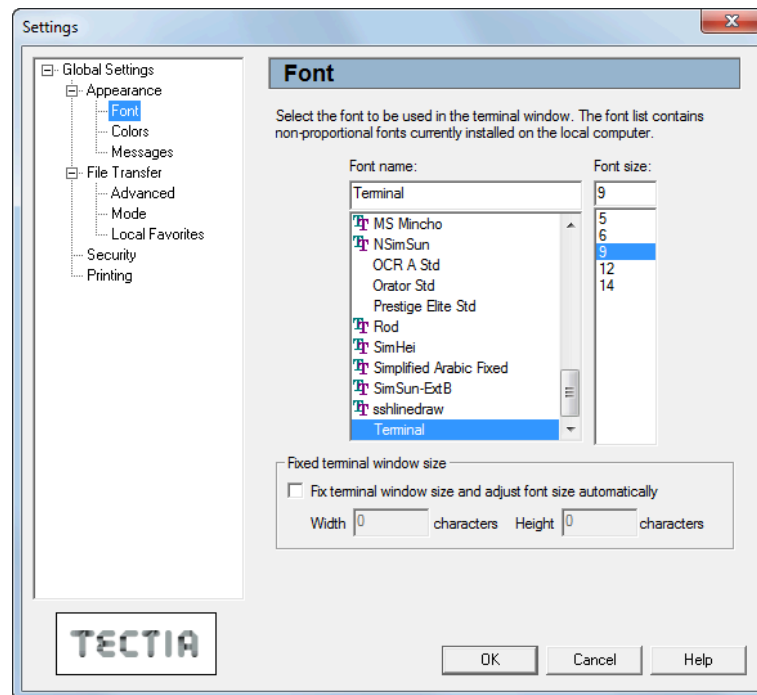 Settings
Global Settings
Appearance
Font
Colors
Messages
File Transfer
Advanced
Mode
Local Favorites
Security
Printing
Font
Select the font to be used in the terminal window. The font list contains
non-proportional fonts currently installed on the local computer.
Font name:
Font size:
Terminal
9
MS Mincho
NSimSun
OCR A Std
Orator Std
Prestige Elite Std
Rod
SimHei
Simplified Arabic Fixed
SimSun-ExtB
sshlinedraw
Terminal
5
6
9
12
14
Fixed terminal window size
Fix terminal window size and adjust font size automatically
Width 0 characters Height 0 characters
TECTIA
OK Cancel Help